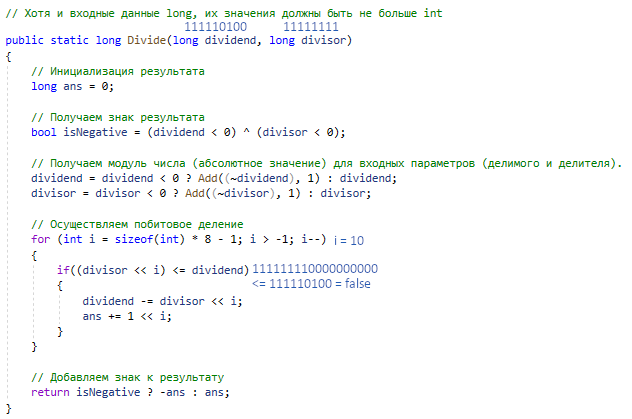 // Хотя и входные данные long, их значения должны быть не больше int
111110100 11111111
public static long Divide(long dividend, long divisor)
{
// Инициализация результата
long ans = 0;
// Получаем знак результата
bool isNegative = (dividend < 0) ^ (divisor < 0);
// Получаем модуль числа (абсолютное значение) для входных параметров (делимого и делителя).
dividend = dividend < 0 ? Add((~dividend), 1) : dividend;
divisor = divisor < 0 ? Add((~divisor), 1) : divisor;
// Осуществляем побитовое деление
for (int i = sizeof(int) * 8 - 1; i > -1; i--) i = 10
{
if((divisor << i) <= dividend) 111111110000000000
{ <= 111110100 = false
dividend -= divisor << i;
ans += 1 << i;
}
}
// Добавляем знак к результату
return isNegative ? -ans : ans;
}